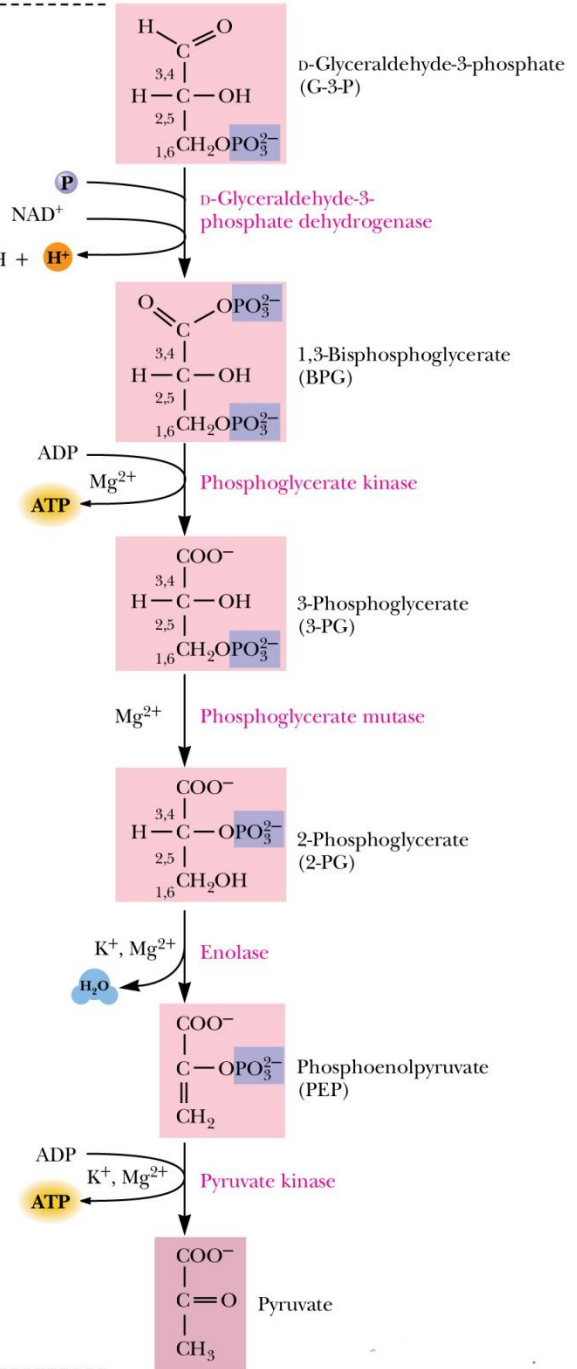 H O
C
3,4
H—C—OH
2,5
1,6 CH₂OPO₃²⁻
D-Glyceraldehyde-3-phosphate
(G-3-P)
P
NAD⁺
H + H⁺
D-Glyceraldehyde-3-
phosphate dehydrogenase
O OPO₃²⁻
C
3,4
H—C—OH
2,5
1,6 CH₂OPO₃²⁻
1,3-Bisphosphoglycerate
(BPG)
ADP
Mg²⁺
ATP
Phosphoglycerate kinase
COO⁻
3,4
H—C—OH
2,5
1,6 CH₂OPO₃²⁻
3-Phosphoglycerate
(3-PG)
Mg²⁺
Phosphoglycerate mutase
COO⁻
3,4
H—C—OPO₃²⁻
2,5
1,6 CH₂OH
2-Phosphoglycerate
(2-PG)
K⁺, Mg²⁺
H₂O
Enolase
COO⁻
C—OPO₃²⁻
CH₂
Phosphoenolpyruvate
(PEP)
ADP
K⁺, Mg²⁺
ATP
Pyruvate kinase
COO⁻
C=O
CH₃
Pyruvate